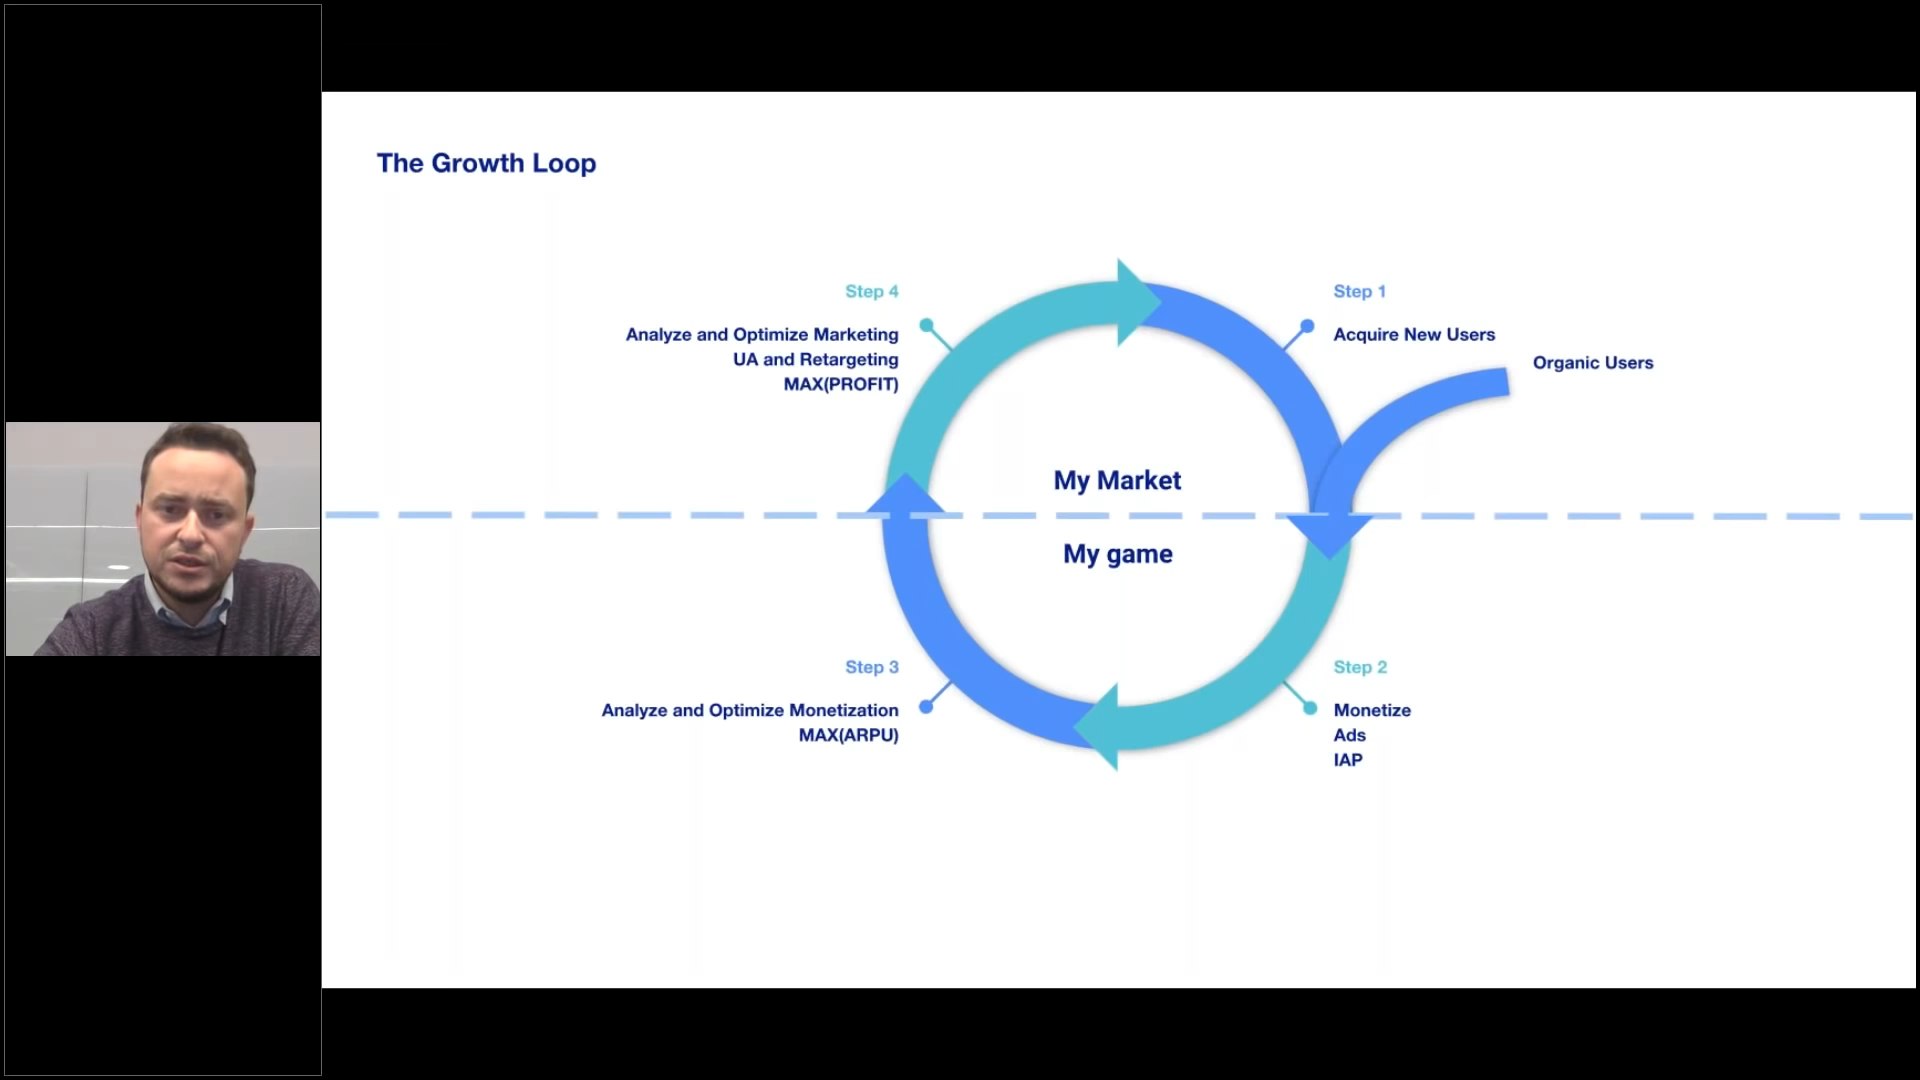 The Growth Loop
Step 4
Analyze and Optimize Marketing
UA and Retargeting
MAX(PROFIT)
Step 1
Acquire New Users
Organic Users
My Market
My game
Step 3
Analyze and Optimize Monetization
MAX(ARPU)
Step 2
Monetize
Ads
IAP